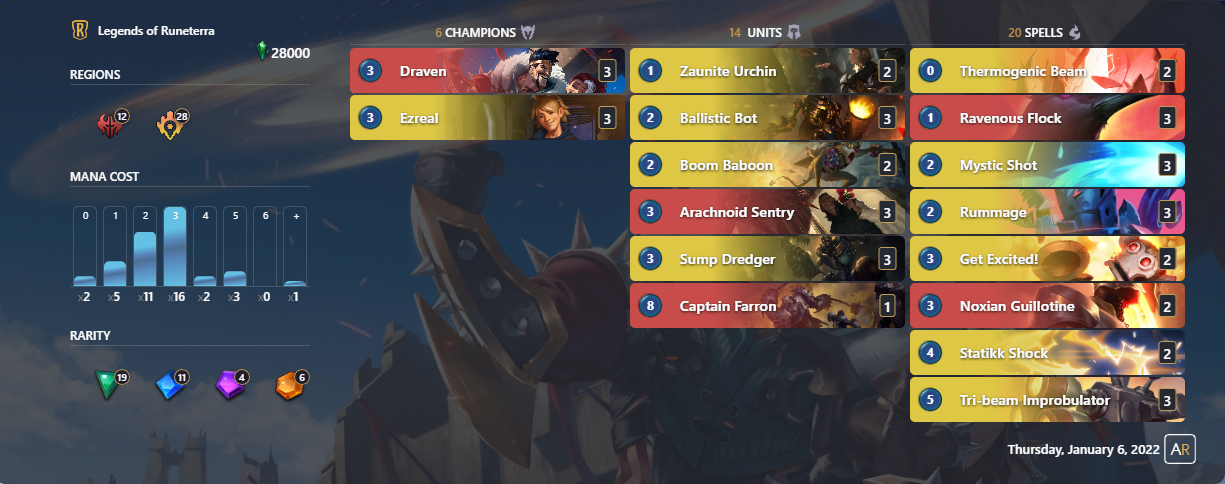 Legends of Runeterra
28000
REGIONS
12
28
MANA COST
0 1 2 3 4 5 6 +
x2 x5 x11 x16 x2 x3 x0 x1
RARITY
19 11 4 6
6 CHAMPIONS
3 Draven 3
3 Ezreal 3
14 UNITS
1 Zaunite Urchin 2
2 Ballistic Bot 3
2 Boom Baboon 2
3 Arachnoid Sentry 3
3 Sump Dredger 3
8 Captain Farron 1
20 SPELLS
0 Thermogenic Beam 2
1 Ravenous Flock 3
2 Mystic Shot 3
2 Rummage 3
3 Get Excited! 2
3 Noxian Guillotine 2
4 Statikk Shock 2
5 Tri-beam Improbulator 3
Thursday, January 6, 2022 AR